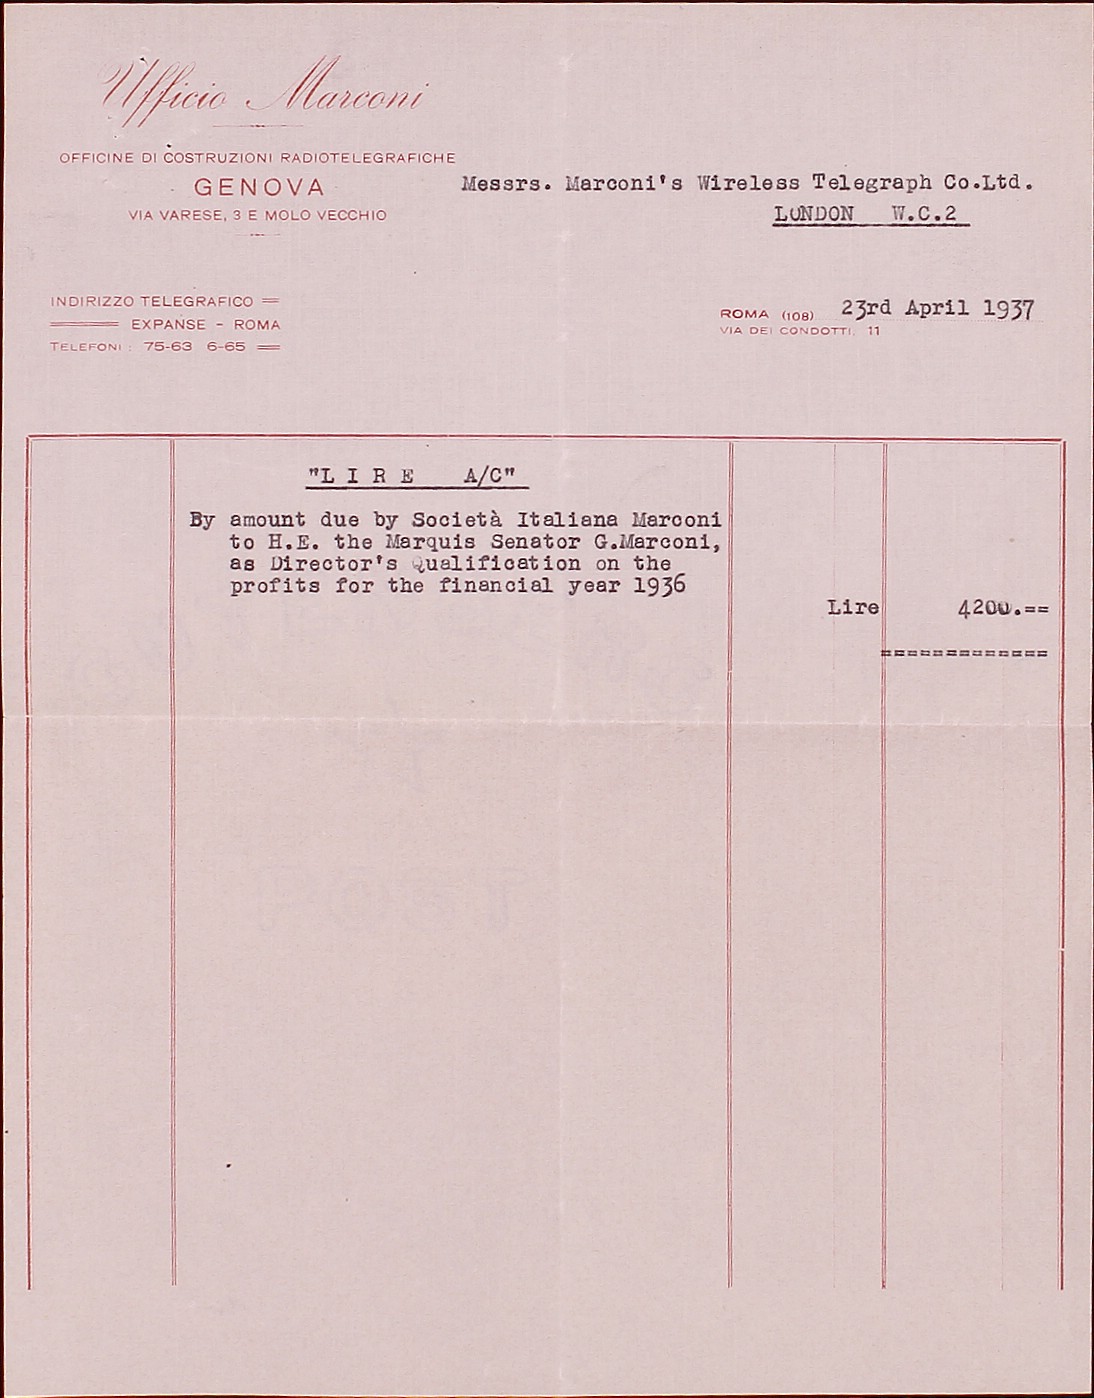 Ufficio Marconi
OFFICINE DI COSTRUZIONI RADIOTELEGRAFICHE
GENOVA
VIA VARESE, 3 E MOLO VECCHIO
Messrs. Marconi's Wireless Telegraph Co.Ltd.
LONDON W.C.2
INDIRIZZO TELEGRAFICO
EXPANSE - ROMA
TELEFONI : 75-63 6-65
ROMA (108) 23rd April 1937
VIA DEI CONDOTTI, 11
"L I R E A/C"
By amount due by Società Italiana Marconi
to H.E. the Marquis Senator G.Marconi,
as Director's Qualification on the
profits for the financial year 1936
Lire 4200.==
=============